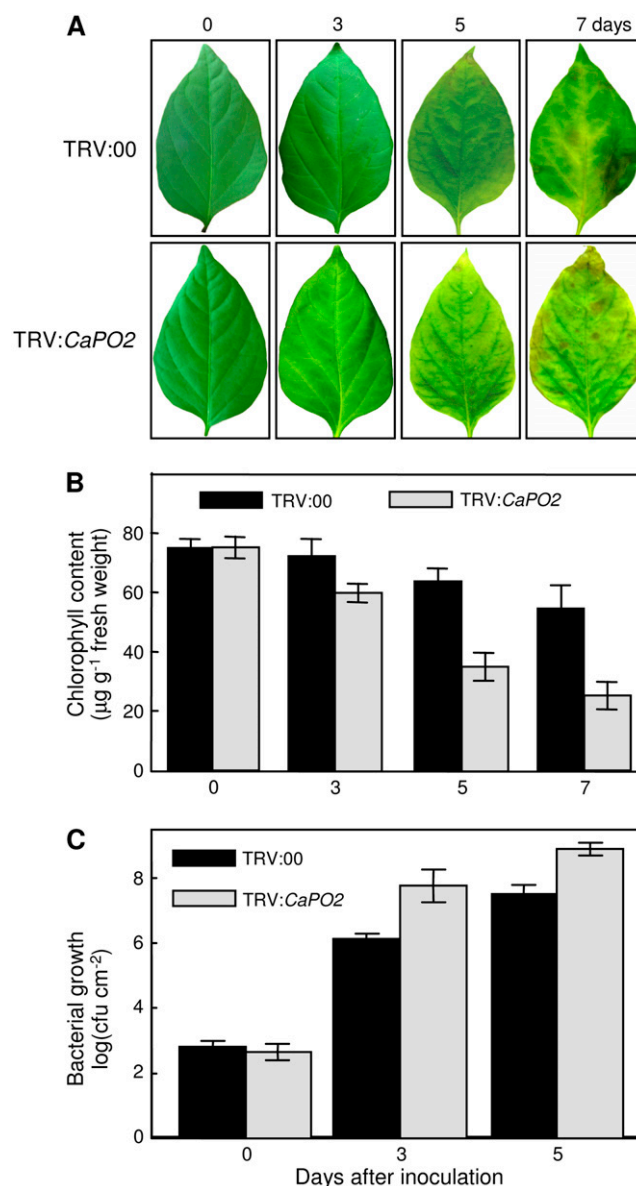 A
0 3 5 7 days
TRV:00
TRV:CaPO2
B
TRV:00 TRV:CaPO2
Chlorophyll content
(μg g-1 fresh weight)
80
60
40
20
0
0 3 5 7
C
TRV:00
TRV:CaPO2
Bacterial growth
log(cfu cm-2)
8
6
4
2
0
0 3 5
Days after inoculation